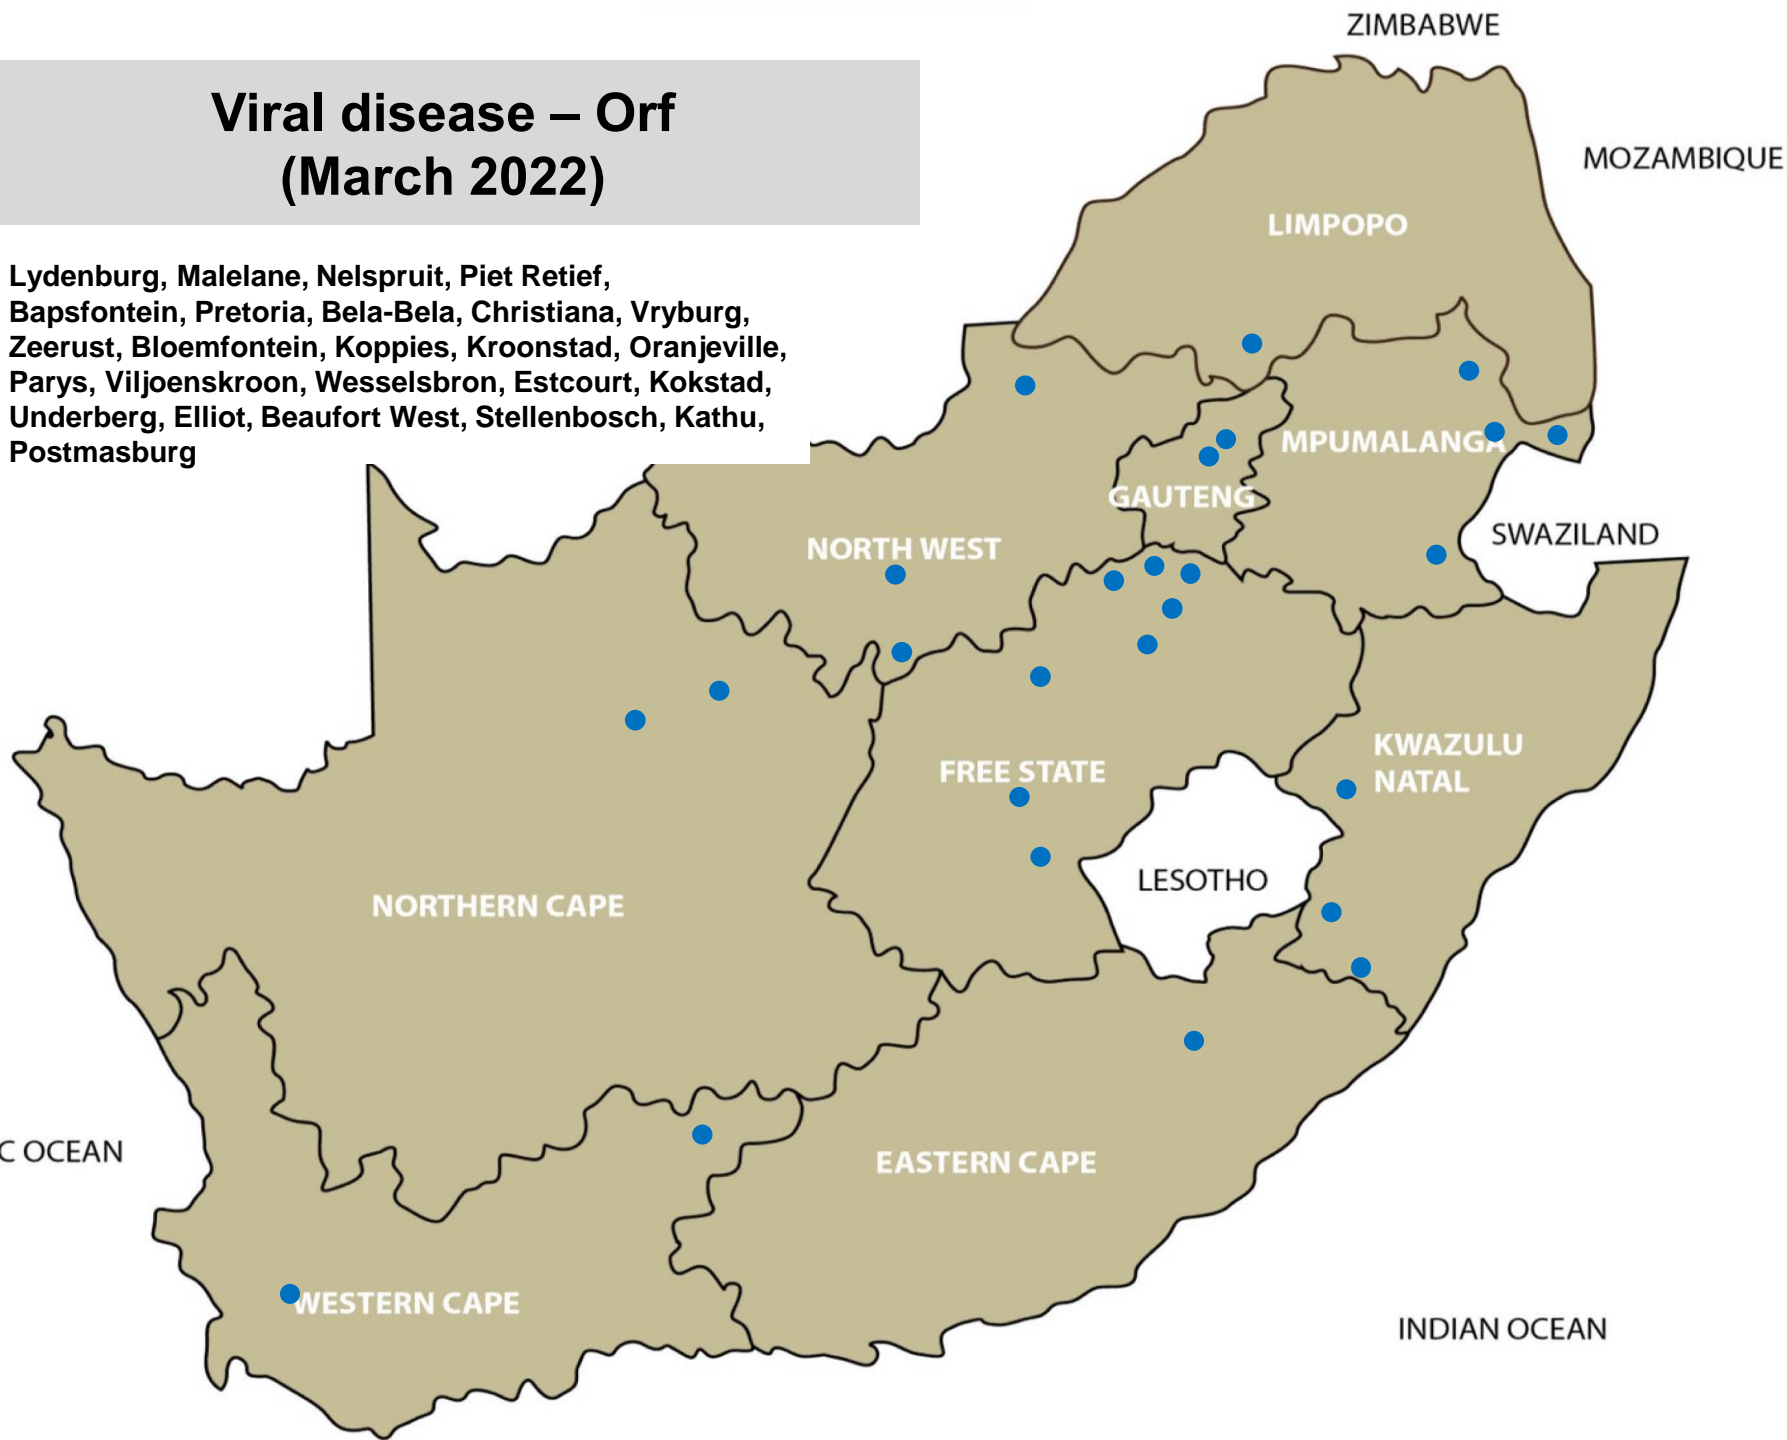 Viral disease – Orf
(March 2022)
Lydenburg, Malelane, Nelspruit, Piet Retief,
Bapsfontein, Pretoria, Bela-Bela, Christiana, Vryburg,
Zeerust, Bloemfontein, Koppies, Kroonstad, Oranjeville,
Parys, Viljoenskroon, Wesselsbron, Estcourt, Kokstad,
Underberg, Elliot, Beaufort West, Stellenbosch, Kathu,
Postmasburg
ZIMBABWE
MOZAMBIQUE
LIMPOPO
MPUMALANGA
GAUTENG
SWAZILAND
NORTH WEST
KWAZULU
NATAL
FREE STATE
LESOTHO
NORTHERN CAPE
C OCEAN
EASTERN CAPE
WESTERN CAPE
INDIAN OCEAN